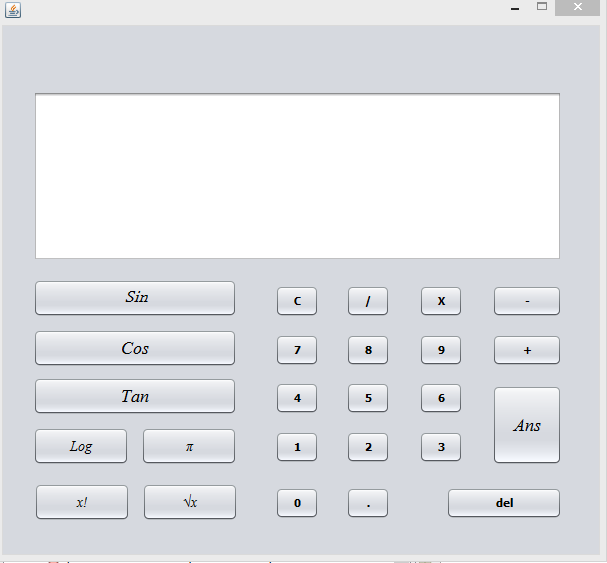 Sin C / X -
Cos 7 8 9 +
Tan 4 5 6 Ans
Log π 1 2 3
x! √x 0 . del